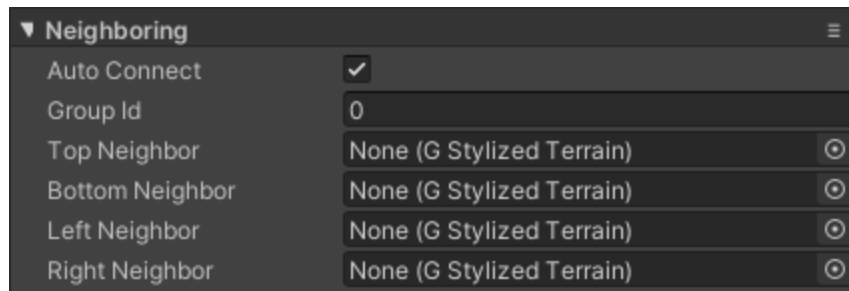 Neighboring
Auto Connect
Group Id 0
Top Neighbor None (G Stylized Terrain)
Bottom Neighbor None (G Stylized Terrain)
Left Neighbor None (G Stylized Terrain)
Right Neighbor None (G Stylized Terrain)